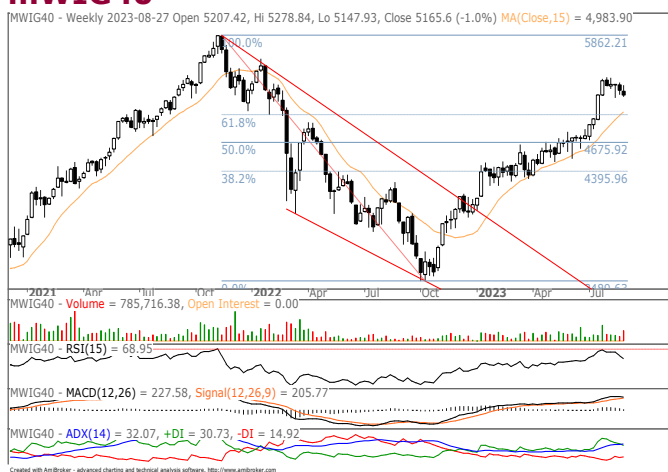 mWIG40
MWIG40 - Weekly 2023-08-27 Open 5207.42, Hi 5278.84, Lo 5147.93, Close 5165.6 (-1.0%) MA(Close,15) = 4,983.90
100.0% 5862.21
61.8%
50.0% 4675.92
38.2% 4395.96
0.0% 3489.63
2021 'Apr 'Jul 'Oct 2022 'Apr 'Jul 'Oct 2023 'Apr 'Jul
MWIG40 - Volume = 785,716.38, Open Interest = 0.00
MWIG40 - RSI(15) = 68.95
MWIG40 - MACD(12,26) = 227.58, Signal(12,26,9) = 205.77
MWIG40 - ADX(14) = 32.07, +DI = 30.73, -DI = 14.92
Created with AmiBroker - advanced charting and technical analysis software. http://www.amibroker.com